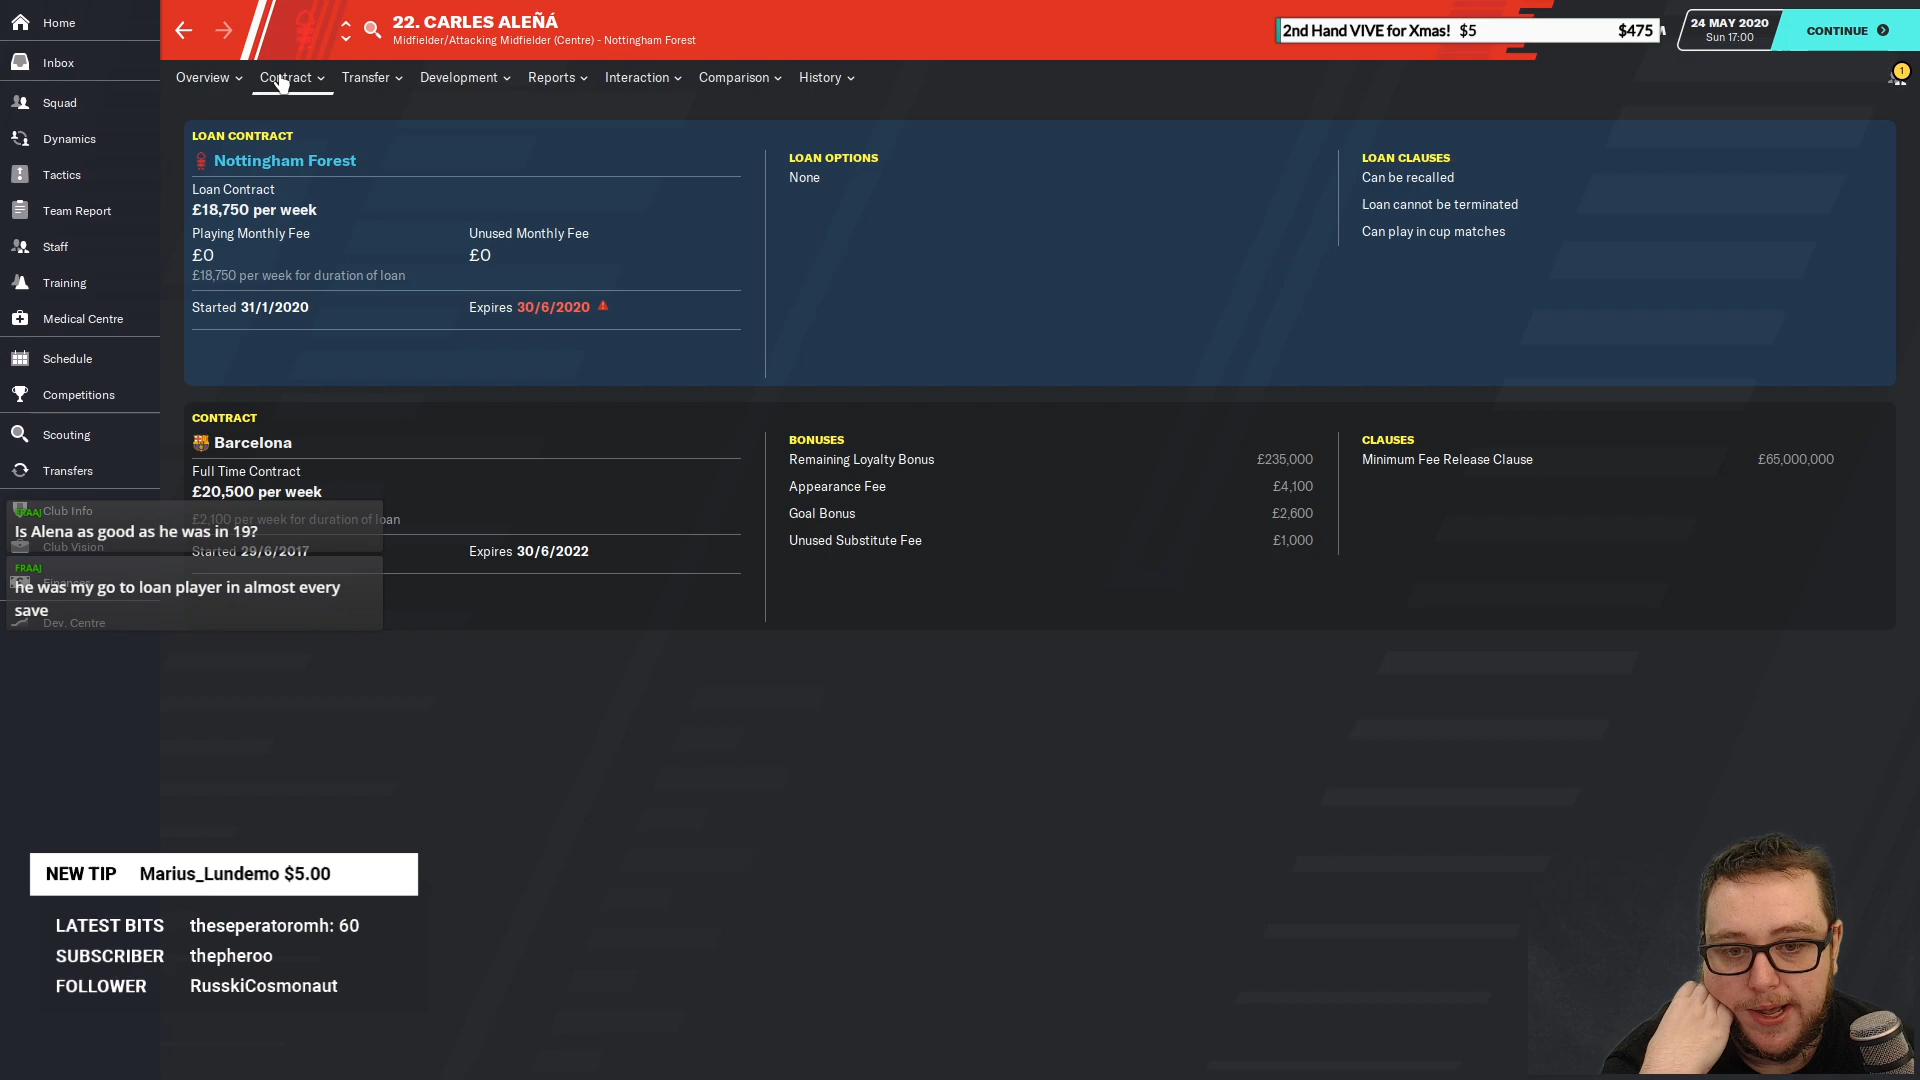 Home
Inbox
Squad
Dynamics
Tactics
Team Report
Staff
Training
Medical Centre
Schedule
Competitions
Scouting
Transfers
Club Info
Club Vision
Finances
Dev. Centre
22. CARLES ALEÑÁ
Midfielder/Attacking Midfielder (Centre) - Nottingham Forest
2nd Hand VIVE for Xmas! $5 $475
24 MAY 2020
Sun 17:00
CONTINUE
1
Overview Contract Transfer Development Reports Interaction Comparison History
LOAN CONTRACT
Nottingham Forest
Loan Contract
£18,750 per week
Playing Monthly Fee Unused Monthly Fee
£0 £0
£18,750 per week for duration of loan
Started 31/1/2020 Expires 30/6/2020
LOAN OPTIONS
None
LOAN CLAUSES
Can be recalled
Loan cannot be terminated
Can play in cup matches
CONTRACT
Barcelona
Full Time Contract
£20,500 per week
£2,100 per week for duration of loan
Started 29/6/2017 Expires 30/6/2022
BONUSES
Remaining Loyalty Bonus £235,000
Appearance Fee £4,100
Goal Bonus £2,600
Unused Substitute Fee £1,000
CLAUSES
Minimum Fee Release Clause £65,000,000
FRAAJ
Is Alena as good as he was in 19?
FRAAJ
he was my go to loan player in almost every
save
NEW TIP Marius_Lundemo $5.00
LATEST BITS theseperatoromh: 60
SUBSCRIBER thepheroo
FOLLOWER RusskiCosmonaut